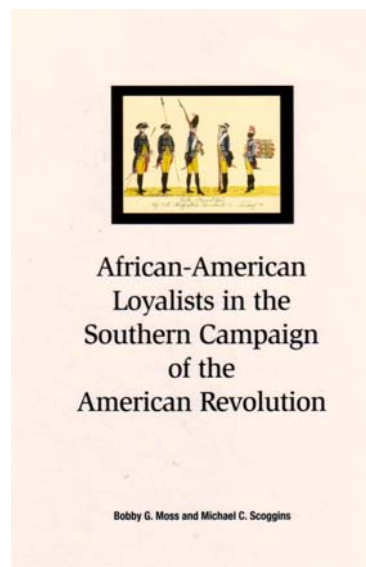 African-American
Loyalists in the
Southern Campaign
of the
American Revolution
Bobby G. Moss and Michael C. Scoggins